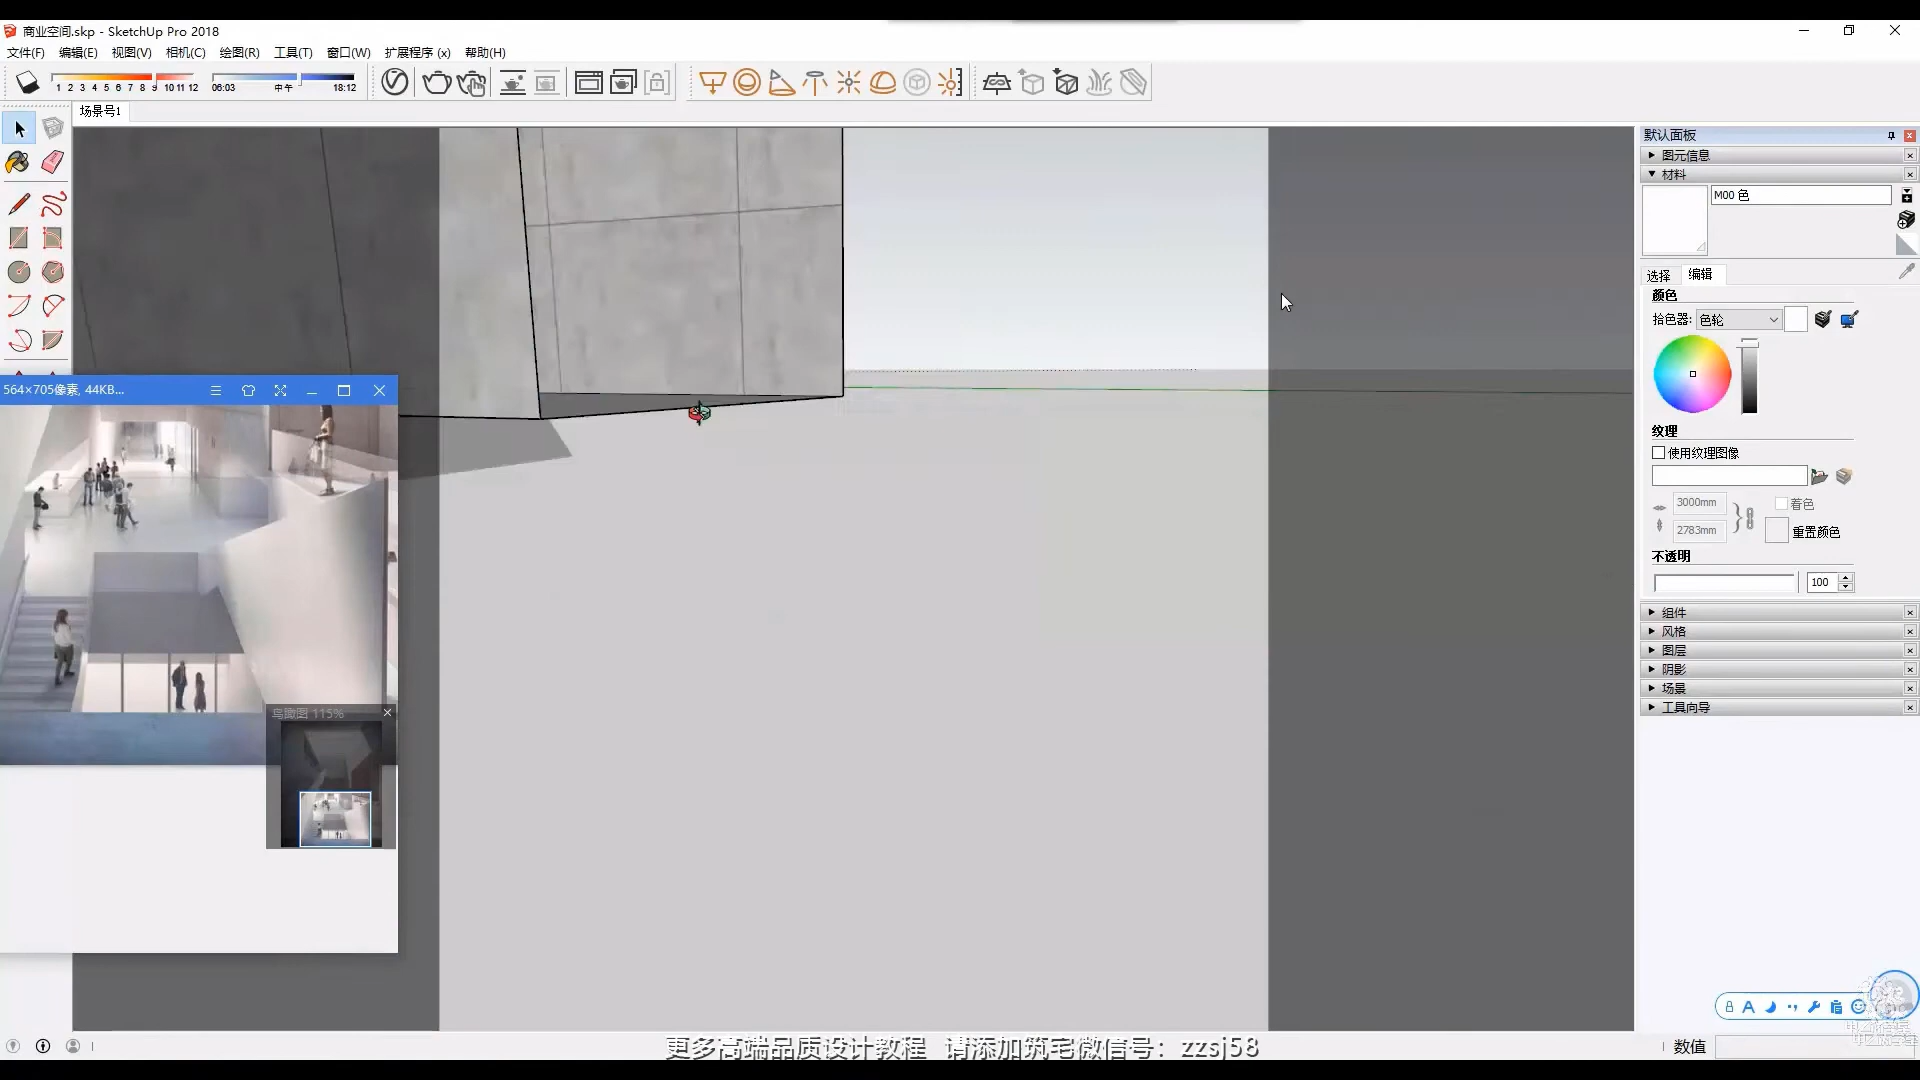 商业空间.skp - SketchUp Pro 2018
文件(F) 编辑(E) 视图(V) 相机(C) 绘图(R) 工具(T) 窗口(W) 扩展程序 (x) 帮助(H)
1 2 3 4 5 6 7 8 9 10 11 12 06:03 中午 18:12
场景号1
默认面板
图元信息
材料
M00 色
选择 编辑
颜色
拾色器: 色轮
纹理
使用纹理图像
3000mm 着色
2783mm 重置颜色
不透明
100
组件
风格
图层
阴影
场景
工具向导
564×705像素, 44KB...
鸟瞰图 115%
更多高端品质设计教程 请添加筑宅微信号：zzsj58
数值